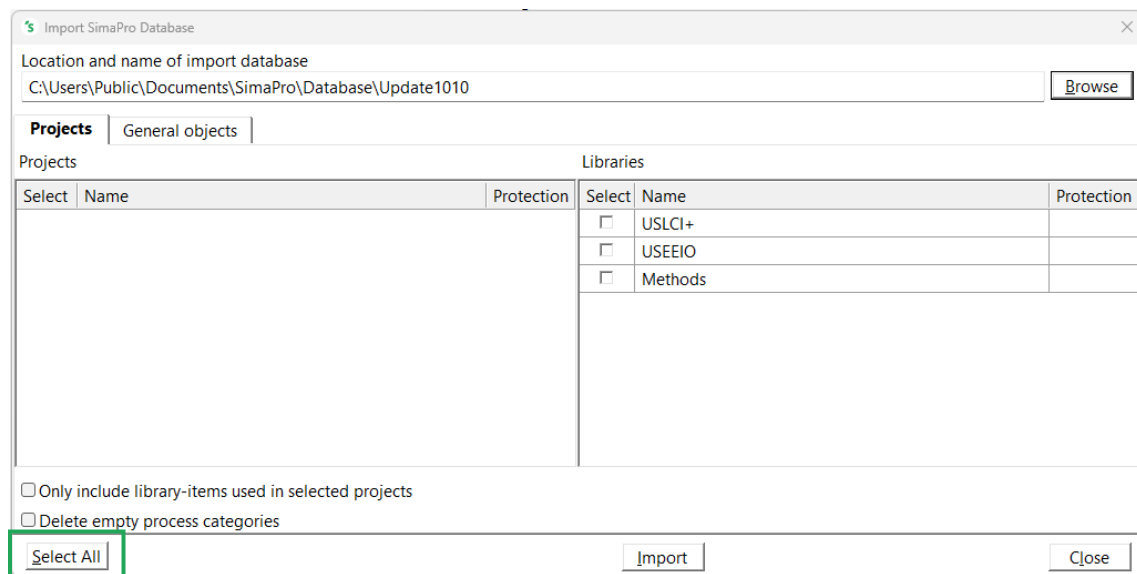 Import SimaPro Database
Location and name of import database
C:\Users\Public\Documents\SimaPro\Database\Update1010
Browse
Projects
General objects
Projects
Select
Name
Protection
Libraries
Select
Name
Protection
USLCI+
USEEIO
Methods
Only include library-items used in selected projects
Delete empty process categories
Select All
Import
Close